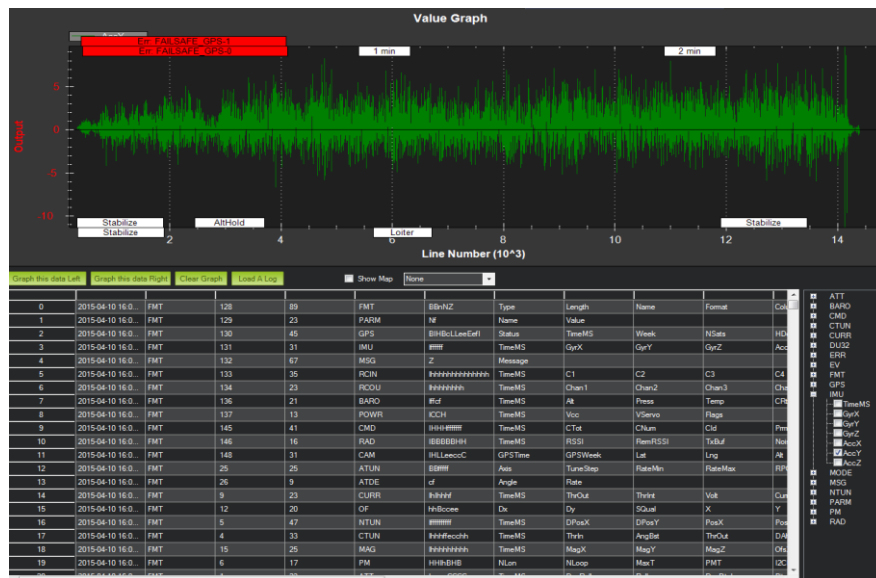 Value Graph
Err: FAILSAFE_GPS-1
Err: FAILSAFE_GPS-0
1 min
2 min
5
0
-5
-10
Output
Stabilize AltHold Stabilize
Stabilize Loiter
2 4 6 8 10 12 14
Line Number (10^3)
Graph this data Left Graph this data Right Clear Graph Load A Log Show Map None
0 2015-04-10 16:0... FMT 128 89 FMT BBnNZ Type Length Name Format
1 2015-04-10 16:0... FMT 129 23 PARM Nf Name Value
2 2015-04-10 16:0... FMT 130 45 GPS Status TimeMS Week NSats
3 2015-04-10 16:0... FMT 131 31 IMU TimeMS GyrX GyrY GyrZ Acc
4 2015-04-10 16:0... FMT 132 67 MSG Z Message
5 2015-04-10 16:0... FMT 133 35 RCIN TimeMS C1 C2 C3 C4
6 2015-04-10 16:0... FMT 134 23 RCOU TimeMS Chan1 Chan2 Chan3 Cha
7 2015-04-10 16:0... FMT 136 21 BARO TimeMS Alt Press Temp CRt
8 2015-04-10 16:0... FMT 137 13 POWR ICCH TimeMS Vcc VServo Flags
9 2015-04-10 16:0... FMT 145 41 CMD TimeMS CTot CNum CId Prm
10 2015-04-10 16:0... FMT 146 16 RAD IBBBBBHH TimeMS RSSI RemRSSI TxBuf Noi
11 2015-04-10 16:0... FMT 148 31 CAM IHLLeeccC GPSTime GPSWeek Lat Lng Alt
12 2015-04-10 16:0... FMT 25 25 ATUN BBfffff Axis TuneStep RateMin RateMax
13 2015-04-10 16:0... FMT 26 9 ATDE cf Angle Rate
14 2015-04-10 16:0... FMT 9 23 CURR IhIhhhf TimeMS ThrOut ThrInt Volt
15 2015-04-10 16:0... FMT 12 20 OF hhBccee Dx Dy SQual X Y
16 2015-04-10 16:0... FMT 5 47 NTUN TimeMS DPosX DPosY PosX Pos
17 2015-04-10 16:0... FMT 4 33 CTUN Ihhhffecchh TimeMS ThrIn AngBst ThrOut
18 2015-04-10 16:0... FMT 15 25 MAG TimeMS MagX MagY MagZ Ofs
19 2015-04-10 16:0... FMT 6 17 PM HHIhBHB NLon NLoop MaxT PMT I2C
ATT
BARO
CMD
CTUN
CURR
DU32
ERR
EV
FMT
GPS
IMU
TimeMS
GyrX
GyrY
GyrZ
AccX
AccY
AccZ
MODE
MSG
NTUN
PARM
PM
RAD